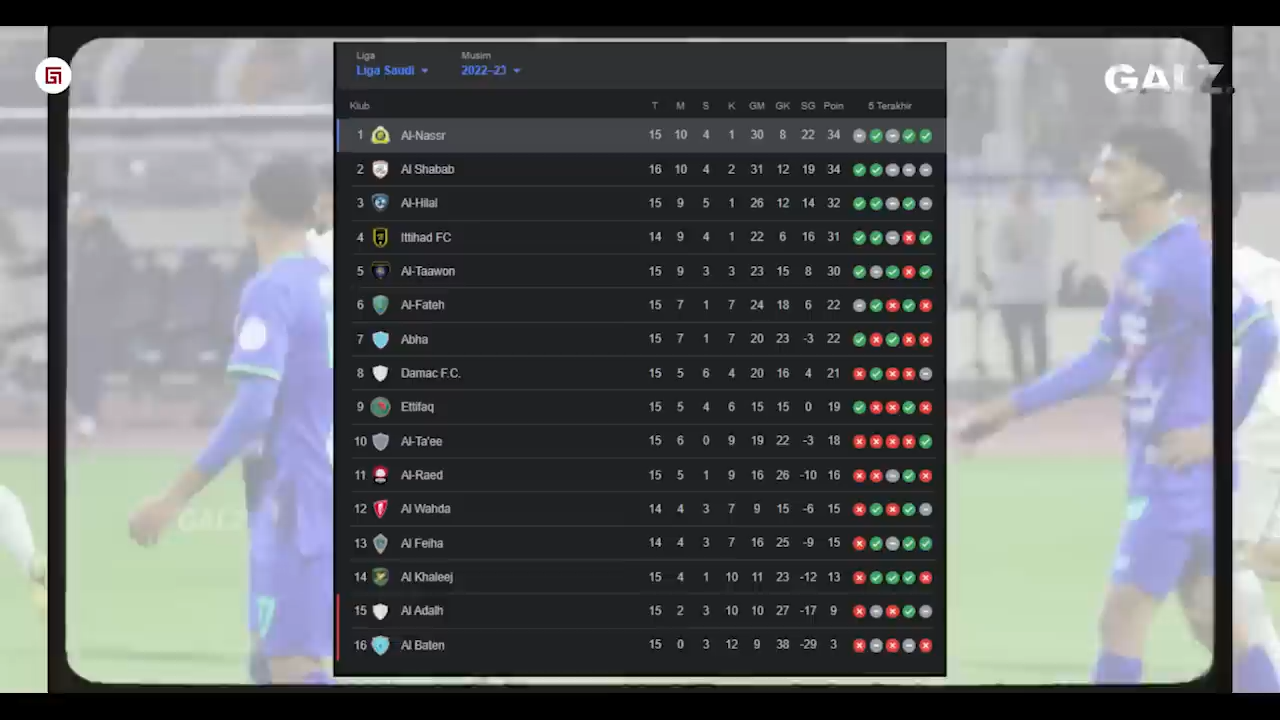 Liga Musim
Liga Saudi 2022–23
GALZ.
Klub T M S K GM GK SG Poin 5 Terakhir
1 Al-Nassr 15 10 4 1 30 8 22 34
2 Al Shabab 16 10 4 2 31 12 19 34
3 Al-Hilal 15 9 5 1 26 12 14 32
4 Ittihad FC 14 9 4 1 22 6 16 31
5 Al-Taawon 15 9 3 3 23 15 8 30
6 Al-Fateh 15 7 1 7 24 18 6 22
7 Abha 15 7 1 7 20 23 -3 22
8 Damac F.C. 15 5 6 4 20 16 4 21
9 Ettifaq 15 5 4 6 15 15 0 19
10 Al-Ta'ee 15 6 0 9 19 22 -3 18
11 Al-Raed 15 5 1 9 16 26 -10 16
12 Al Wahda 14 4 3 7 9 15 -6 15
13 Al Feiha 14 4 3 7 16 25 -9 15
14 Al Khaleej 15 4 1 10 11 23 -12 13
15 Al Adalh 15 2 3 10 10 27 -17 9
16 Al Baten 15 0 3 12 9 38 -29 3